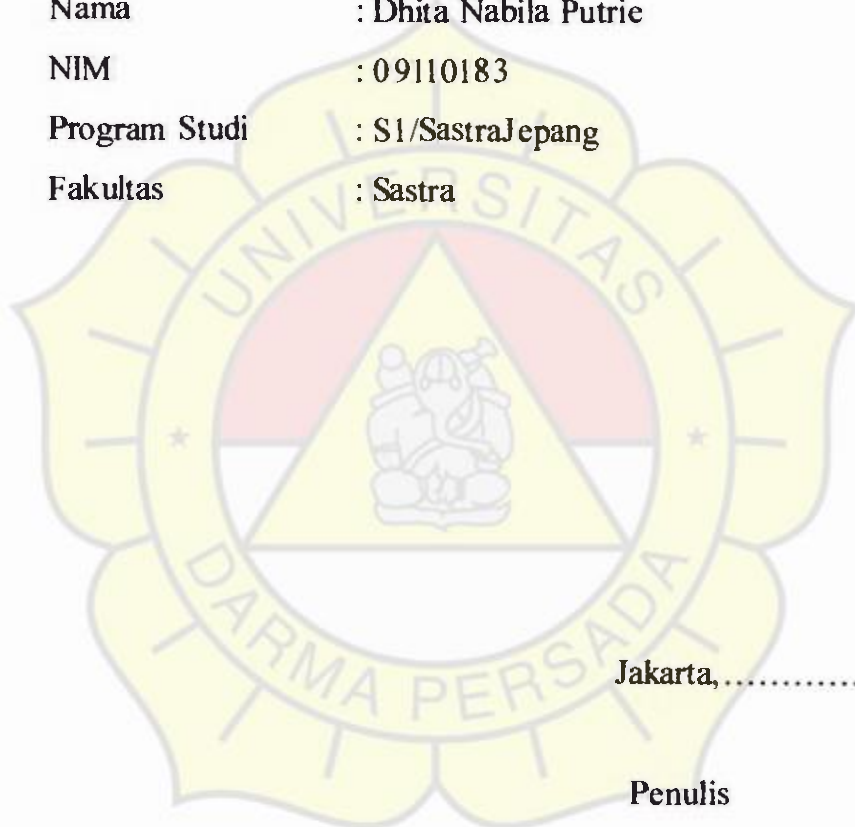 Nama : Dhita Nabila Putrie
NIM : 09110183
Program Studi : S1/SastraJepang
Fakultas : Sastra
UNIVERSITAS
DARMA PERSADA
Jakarta,............
Penulis